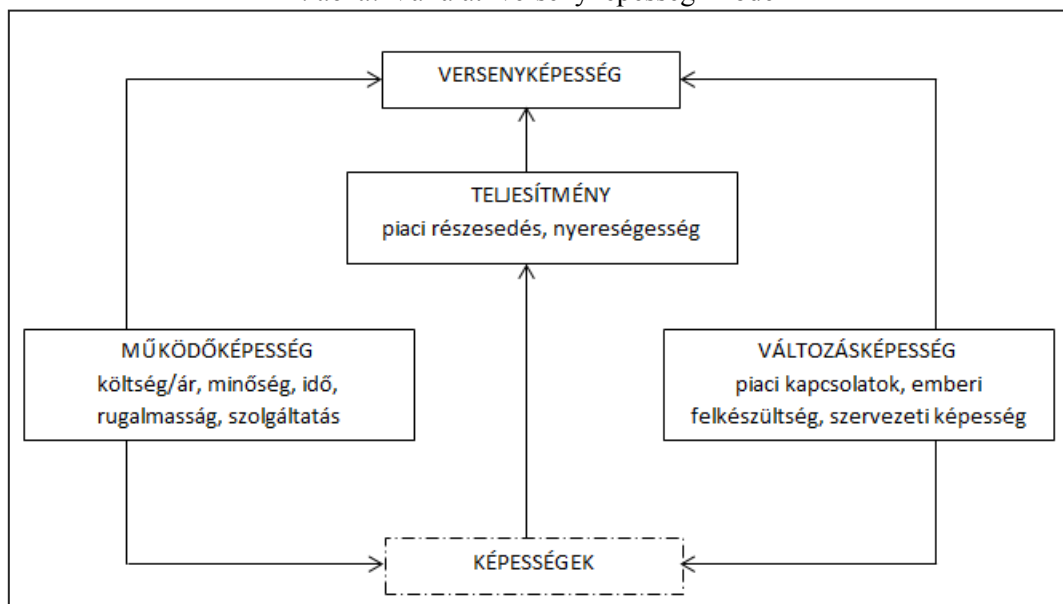 VERSENYKÉPESSÉG
TELJESÍTMÉNY
piaci részesedés, nyereségesség
MŰKÖDŐKÉPESSÉG
költség/ár, minőség, idő,
rugalmasság, szolgáltatás
VÁLTOZÁSKÉPESSÉG
piaci kapcsolatok, emberi
felkészültség, szervezeti képesség
KÉPESSÉGEK